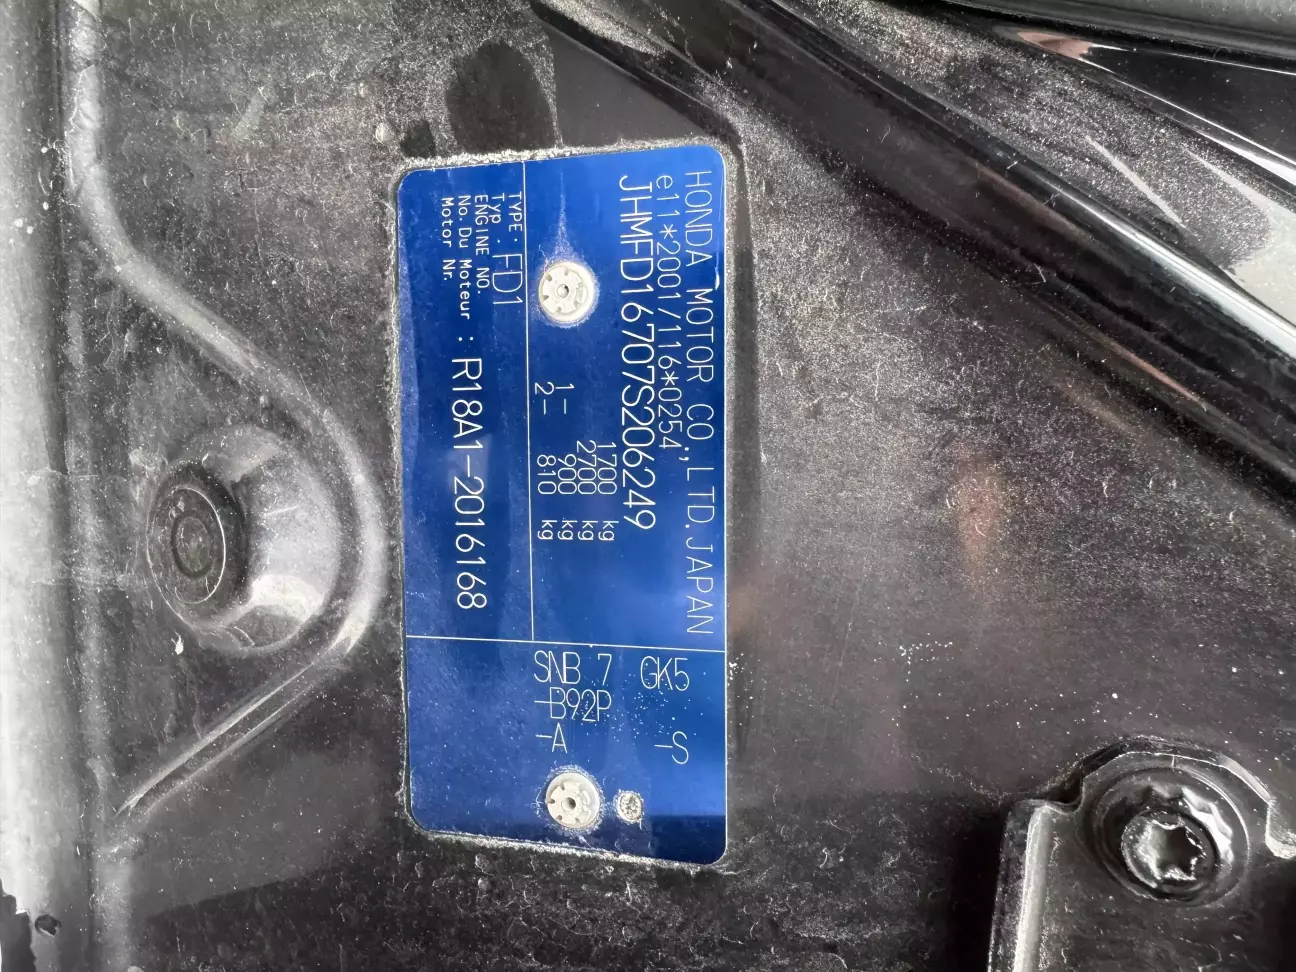 HONDA MOTOR CO.,LTD.JAPAN
e11*2001/116*0254
JHMFD16707S206249
1700 kg
2700 kg
1- 900 kg
2- 810 kg
TYPE.
Typ . FD1
ENGINE NO.
No. Du Moteur : R18A1-2016168
Motor Nr.
GK5
-S
SNB 7
-B92P
-A